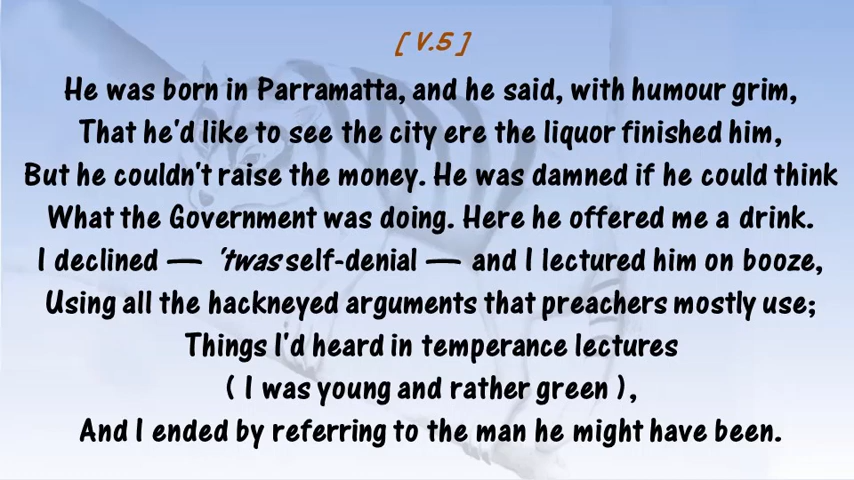 [ V.5 ]
He was born in Parramatta, and he said, with humour grim,
That he'd like to see the city ere the liquor finished him,
But he couldn't raise the money. He was damned if he could think
What the Government was doing. Here he offered me a drink.
I declined — 'twas self-denial — and I lectured him on booze,
Using all the hackneyed arguments that preachers mostly use;
Things I'd heard in temperance lectures
( I was young and rather green ),
And I ended by referring to the man he might have been.